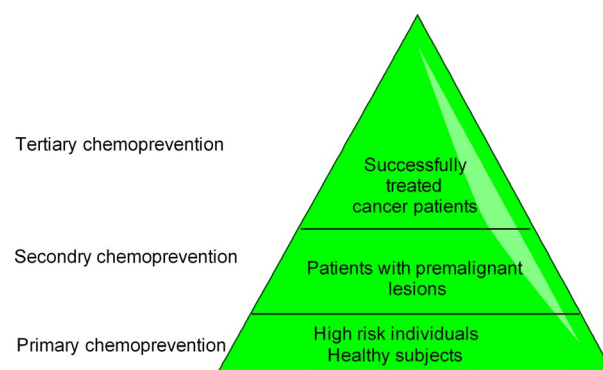 Tertiary chemoprevention
Successfully
treated
cancer patients
Secondry chemoprevention
Patients with premalignant
lesions
Primary chemoprevention
High risk individuals
Healthy subjects